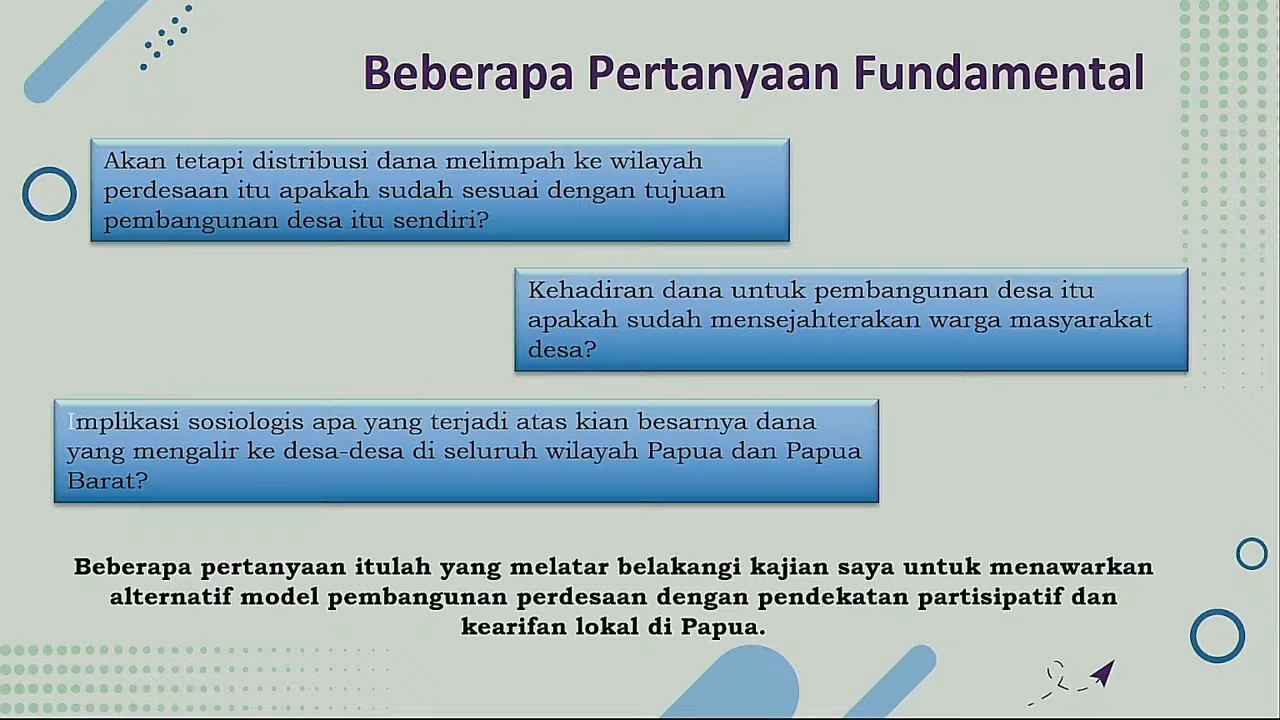 Beberapa Pertanyaan Fundamental
Akan tetapi distribusi dana melimpah ke wilayah
perdesaan itu apakah sudah sesuai dengan tujuan
pembangunan desa itu sendiri?
Kehadiran dana untuk pembangunan desa itu
apakah sudah mensejahterakan warga masyarakat
desa?
Implikasi sosiologis apa yang terjadi atas kian besarnya dana
yang mengalir ke desa-desa di seluruh wilayah Papua dan Papua
Barat?
Beberapa pertanyaan itulah yang melatar belakangi kajian saya untuk menawarkan
alternatif model pembangunan perdesaan dengan pendekatan partisipatif dan
kearifan lokal di Papua.